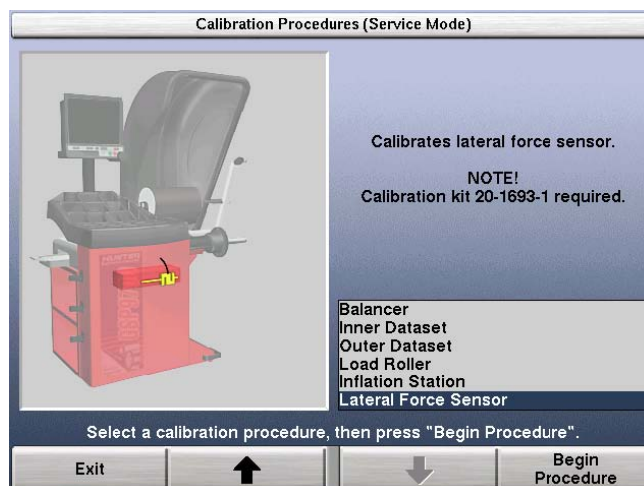 Calibration Procedures (Service Mode)
HUNTER
Calibrates lateral force sensor.
NOTE!
Calibration kit 20-1693-1 required.
Balancer
Inner Dataset
Outer Dataset
Load Roller
Inflation Station
Lateral Force Sensor
Select a calibration procedure, then press "Begin Procedure".
Exit
Begin
Procedure